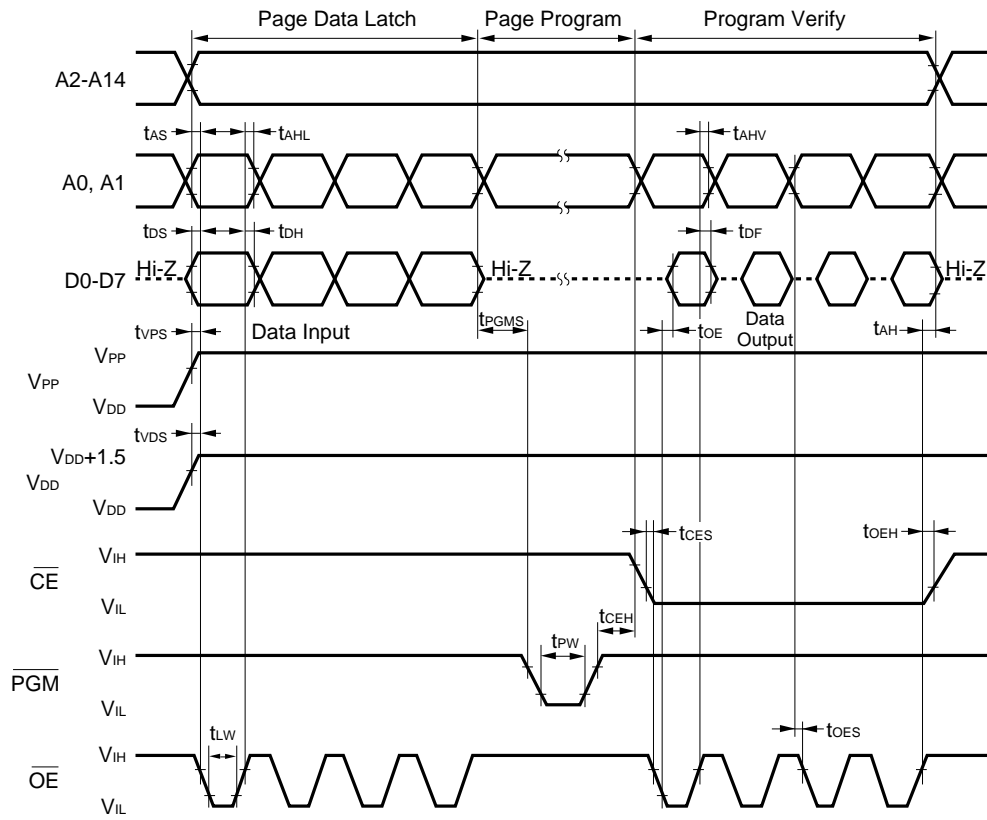 Page Data Latch Page Program Program Verify
A2-A14
tAS tAHL tAHV
A0, A1
tDS tDH tDF
Hi-Z Hi-Z Hi-Z
D0-D7
tVPS Data Input tPGMS tOE Data Output tAH
VPP
VPP
VDD
tVDS
VDD+1.5
VDD
VDD
tCES tOEH
VIH
CE
VIL
tCEH
tPW
VIH
PGM
VIL
tLW tOES
VIH
OE
VIL